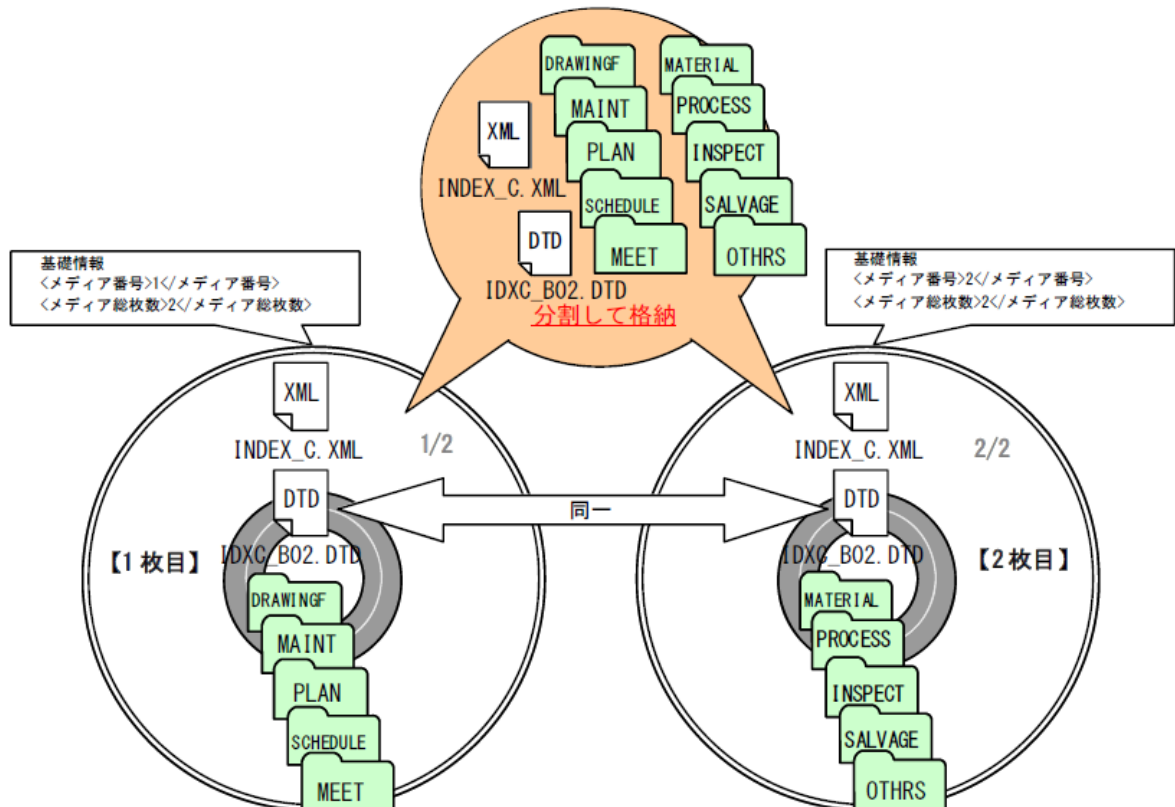 DRAWINGF
MAINT
PLAN
SCHEDULE
MEET
MATERIAL
PROCESS
INSPECT
SALVAGE
OTHRS
XML
INDEX_C.XML
DTD
IDXC_B02.DTD
分割して格納
基礎情報
<メディア番号>1</メディア番号>
<メディア総枚数>2</メディア総枚数>
基礎情報
<メディア番号>2</メディア番号>
<メディア総枚数>2</メディア総枚数>
XML
INDEX_C.XML
1/2
DTD
IDXC_B02.DTD
【1枚目】
DRAWINGF
MAINT
PLAN
SCHEDULE
MEET
同一
XML
INDEX_C.XML
2/2
DTD
IDXC_B02.DTD
【2枚目】
MATERIAL
PROCESS
INSPECT
SALVAGE
OTHRS